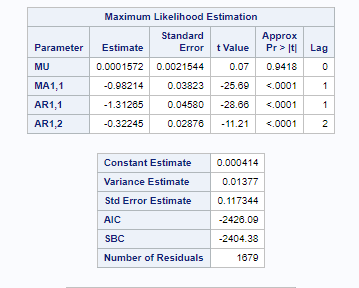 Maximum Likelihood Estimation
Parameter Estimate Standard Error t Value Approx Pr > |t| Lag
MU 0.0001572 0.0021544 0.07 0.9418 0
MA1,1 -0.98214 0.03823 -25.69 <.0001 1
AR1,1 -1.31265 0.04580 -28.66 <.0001 1
AR1,2 -0.32245 0.02876 -11.21 <.0001 2
Constant Estimate 0.000414
Variance Estimate 0.01377
Std Error Estimate 0.117344
AIC -2426.09
SBC -2404.38
Number of Residuals 1679